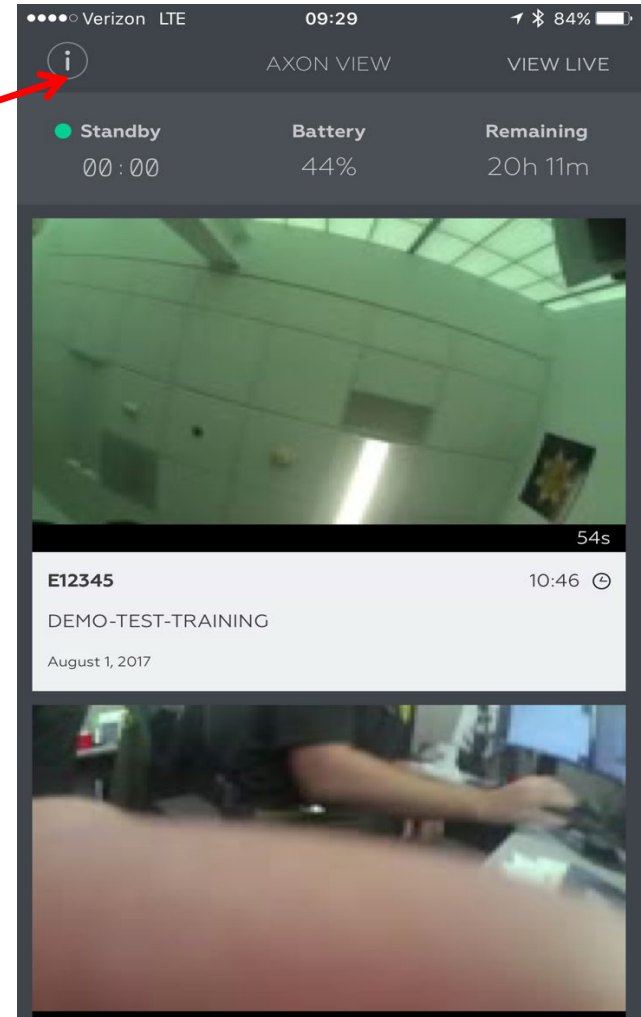 Verizon LTE 09:29 84%
i AXON VIEW VIEW LIVE
Standby Battery Remaining
00:00 44% 20h 11m
54s
E12345 10:46
DEMO-TEST-TRAINING
August 1, 2017